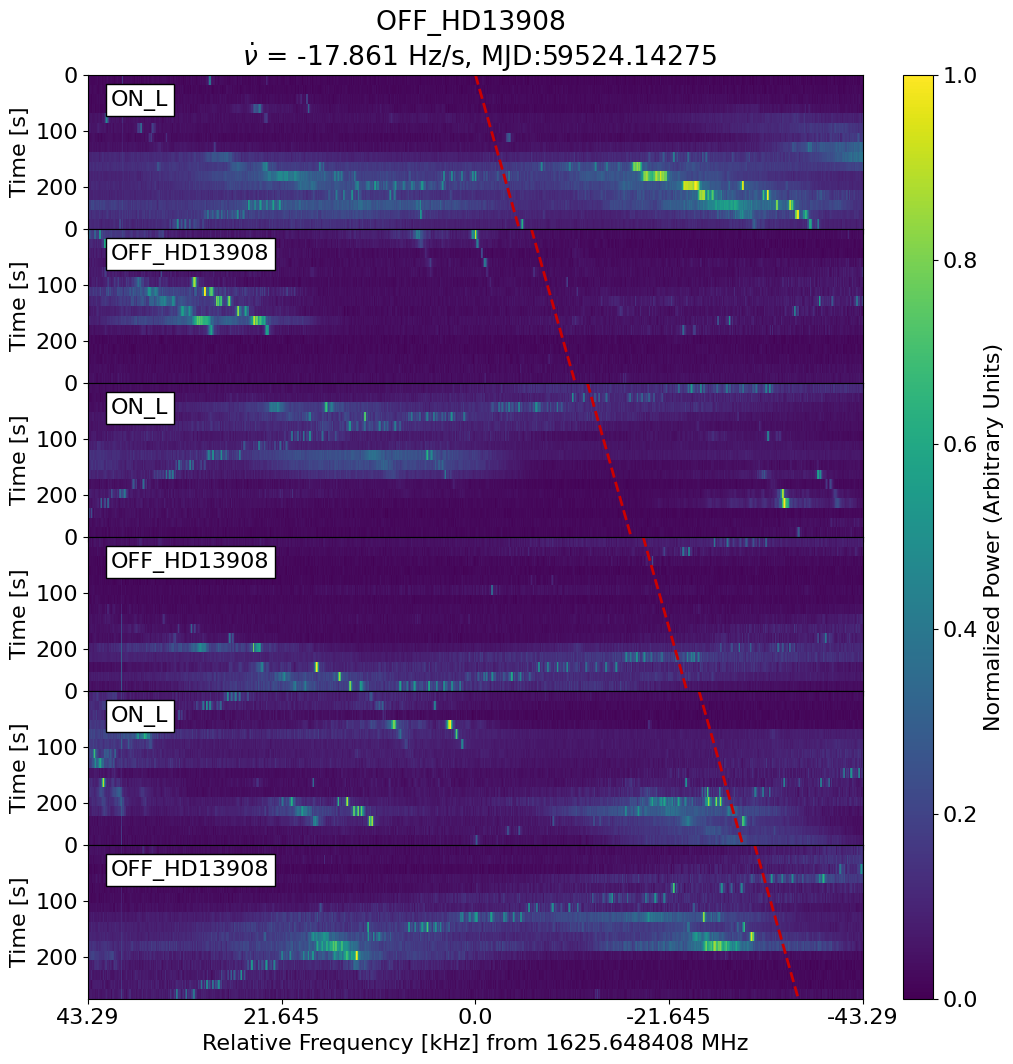 OFF_HD13908
ν̇ = -17.861 Hz/s, MJD:59524.14275
0
ON_L
100
Time [s]
200
0
OFF_HD13908
100
Time [s]
200
0
ON_L
100
Time [s]
200
0
OFF_HD13908
100
Time [s]
200
0
ON_L
100
Time [s]
200
0
OFF_HD13908
100
Time [s]
200
43.29 21.645 0.0 -21.645 -43.29
Relative Frequency [kHz] from 1625.648408 MHz
1.0
0.8
0.6
0.4
0.2
0.0
Normalized Power (Arbitrary Units)